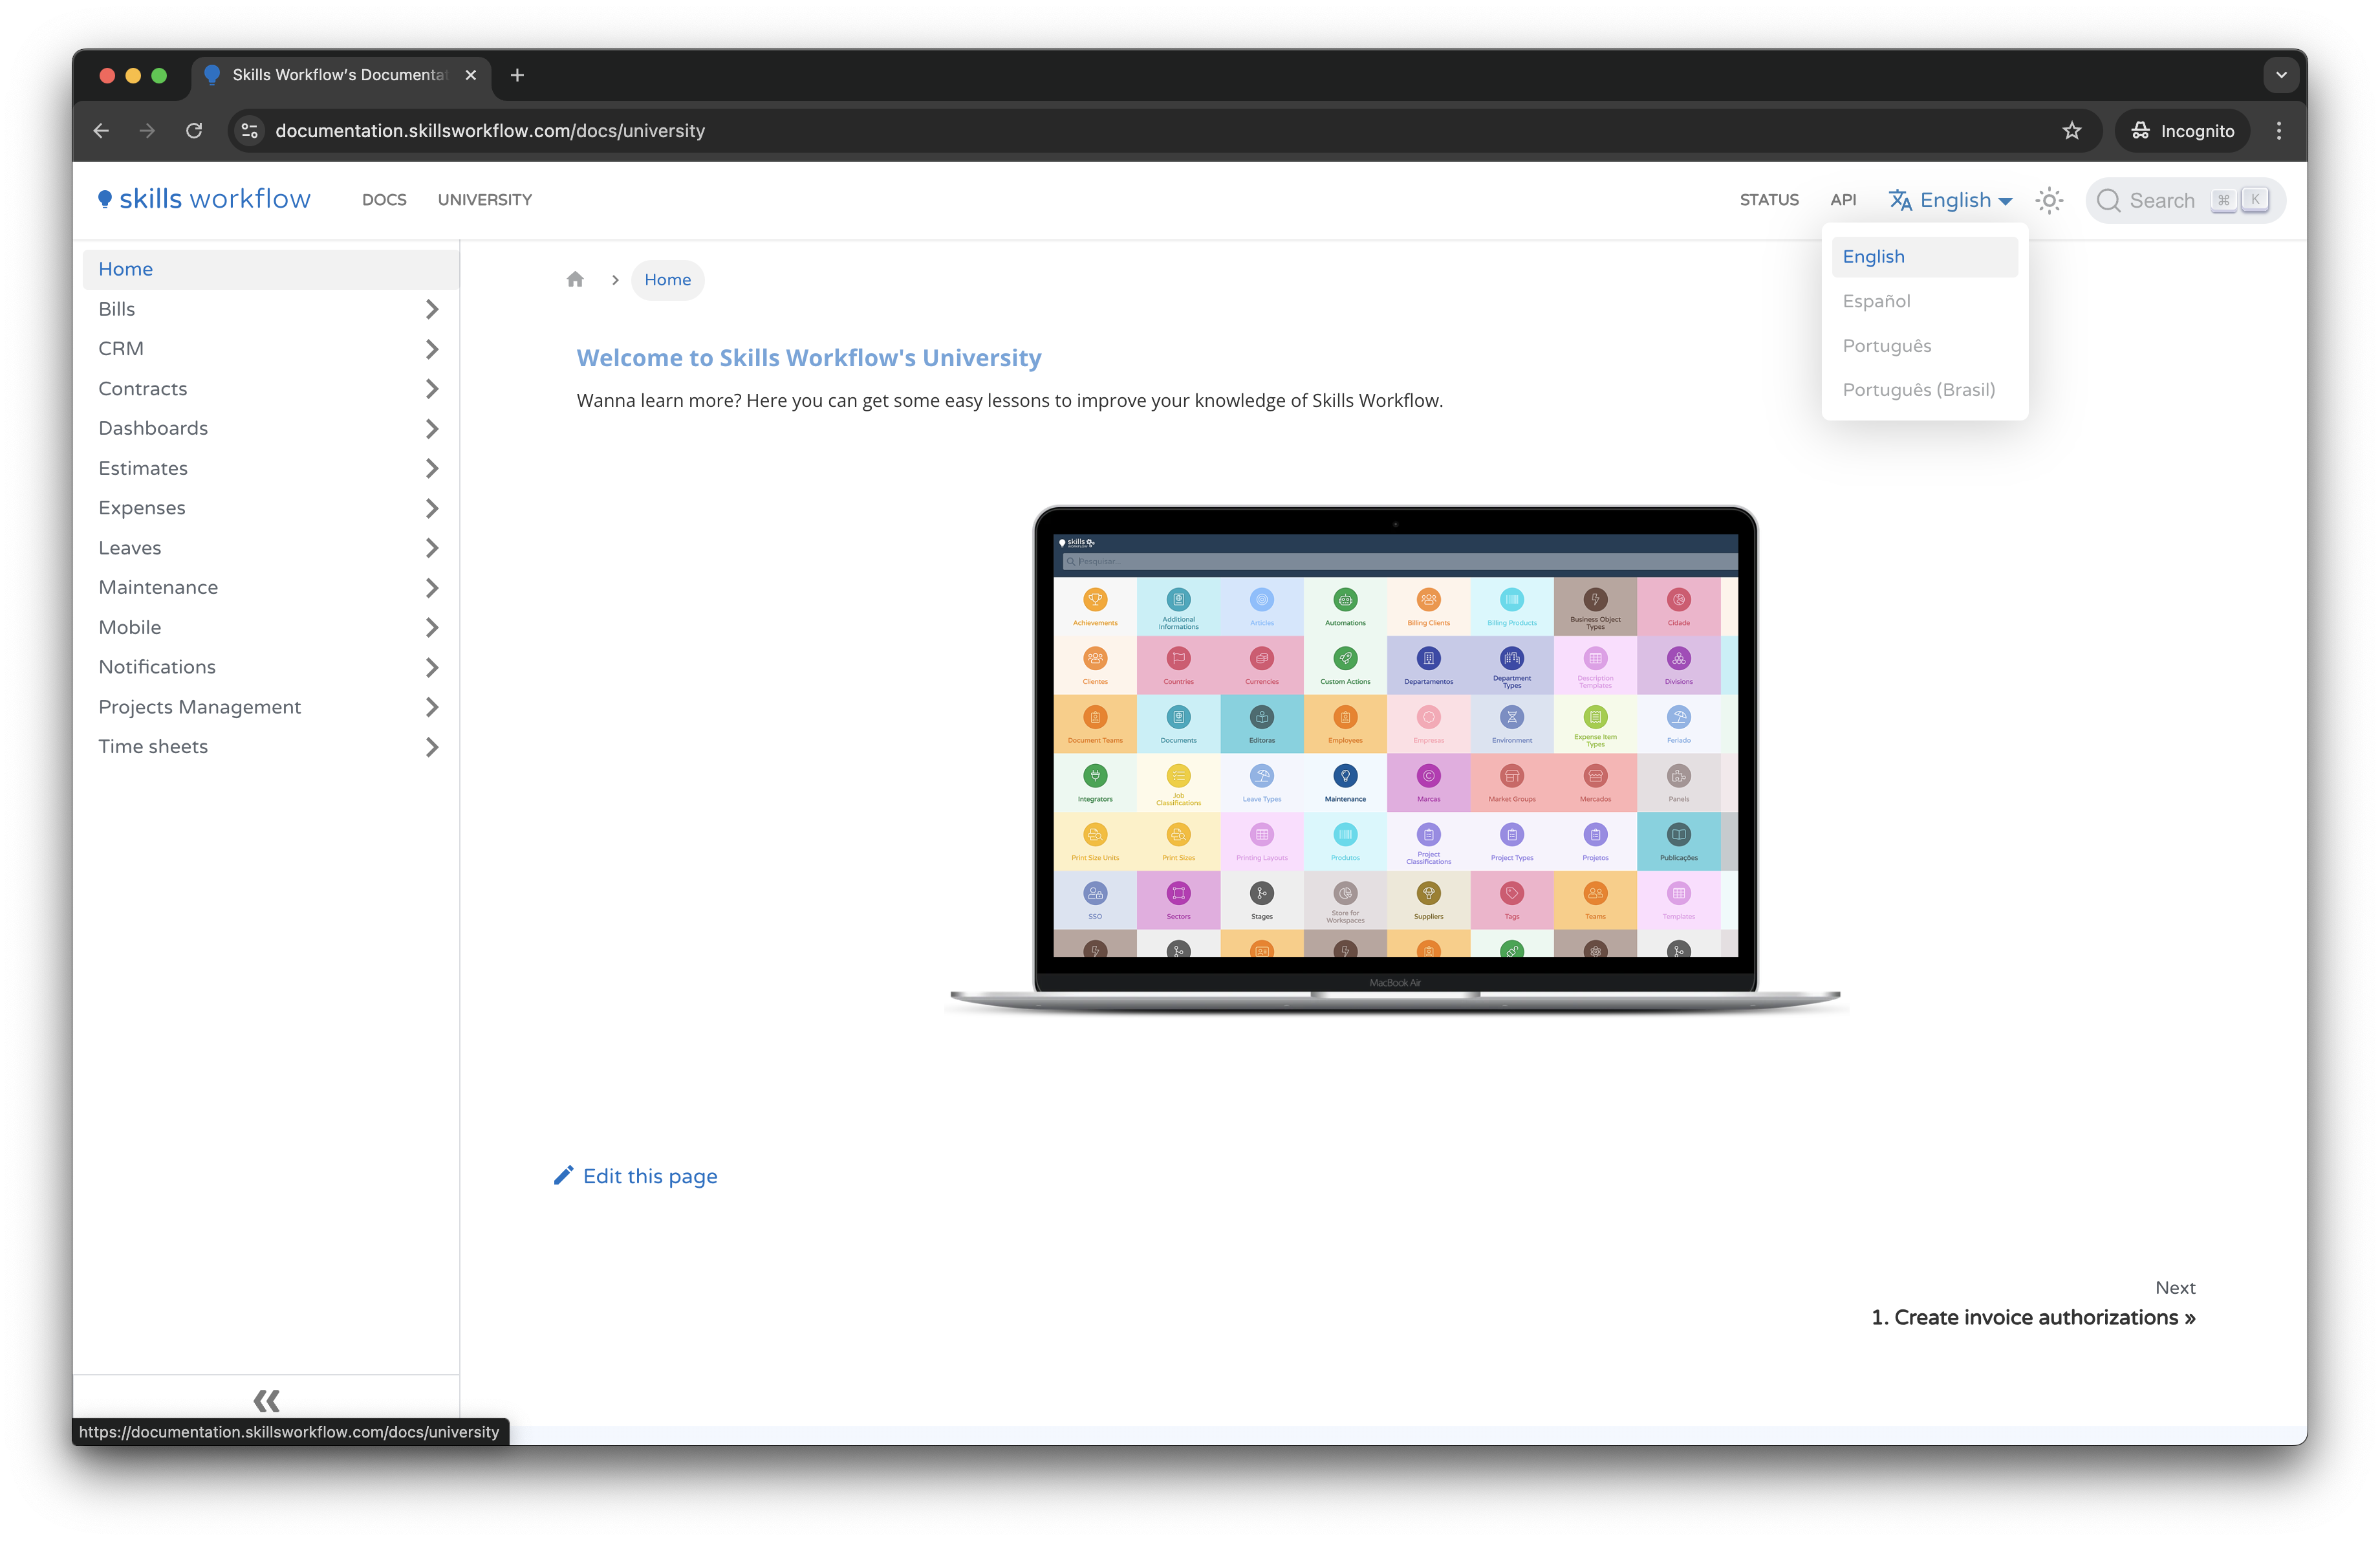 Skills Workflow's Documentat
documentation.skillsworkflow.com/docs/university
Incognito
skills workflow
DOCS
UNIVERSITY
STATUS
API
English
Search
⌘
K
English
Español
Português
Português (Brasil)
Home
Bills
CRM
Contracts
Dashboards
Estimates
Expenses
Leaves
Maintenance
Mobile
Notifications
Projects Management
Time sheets
Home
Welcome to Skills Workflow's University
Wanna learn more? Here you can get some easy lessons to improve your knowledge of Skills Workflow.
skills
WORKFLOW
Pesquisar...
Achievements
Additional
Informations
Articles
Automations
Billing Clients
Billing Products
Business Object
Types
Cidade
Clientes
Countries
Currencies
Custom Actions
Departamentos
Department
Types
Description
Templates
Divisions
Document Teams
Documents
Editoras
Employees
Empresas
Environment
Expense Item
Types
Feriado
Integrators
Job
Classifications
Leave Types
Maintenance
Marcas
Market Groups
Mercados
Panels
Print Size Units
Print Sizes
Printing Layouts
Produtos
Project
Classifications
Project Types
Projetos
Publicações
SSO
Sectors
Stages
Store for
Workspaces
Suppliers
Tags
Teams
Templates
MacBook Air
Edit this page
Next
1. Create invoice authorizations »
https://documentation.skillsworkflow.com/docs/university